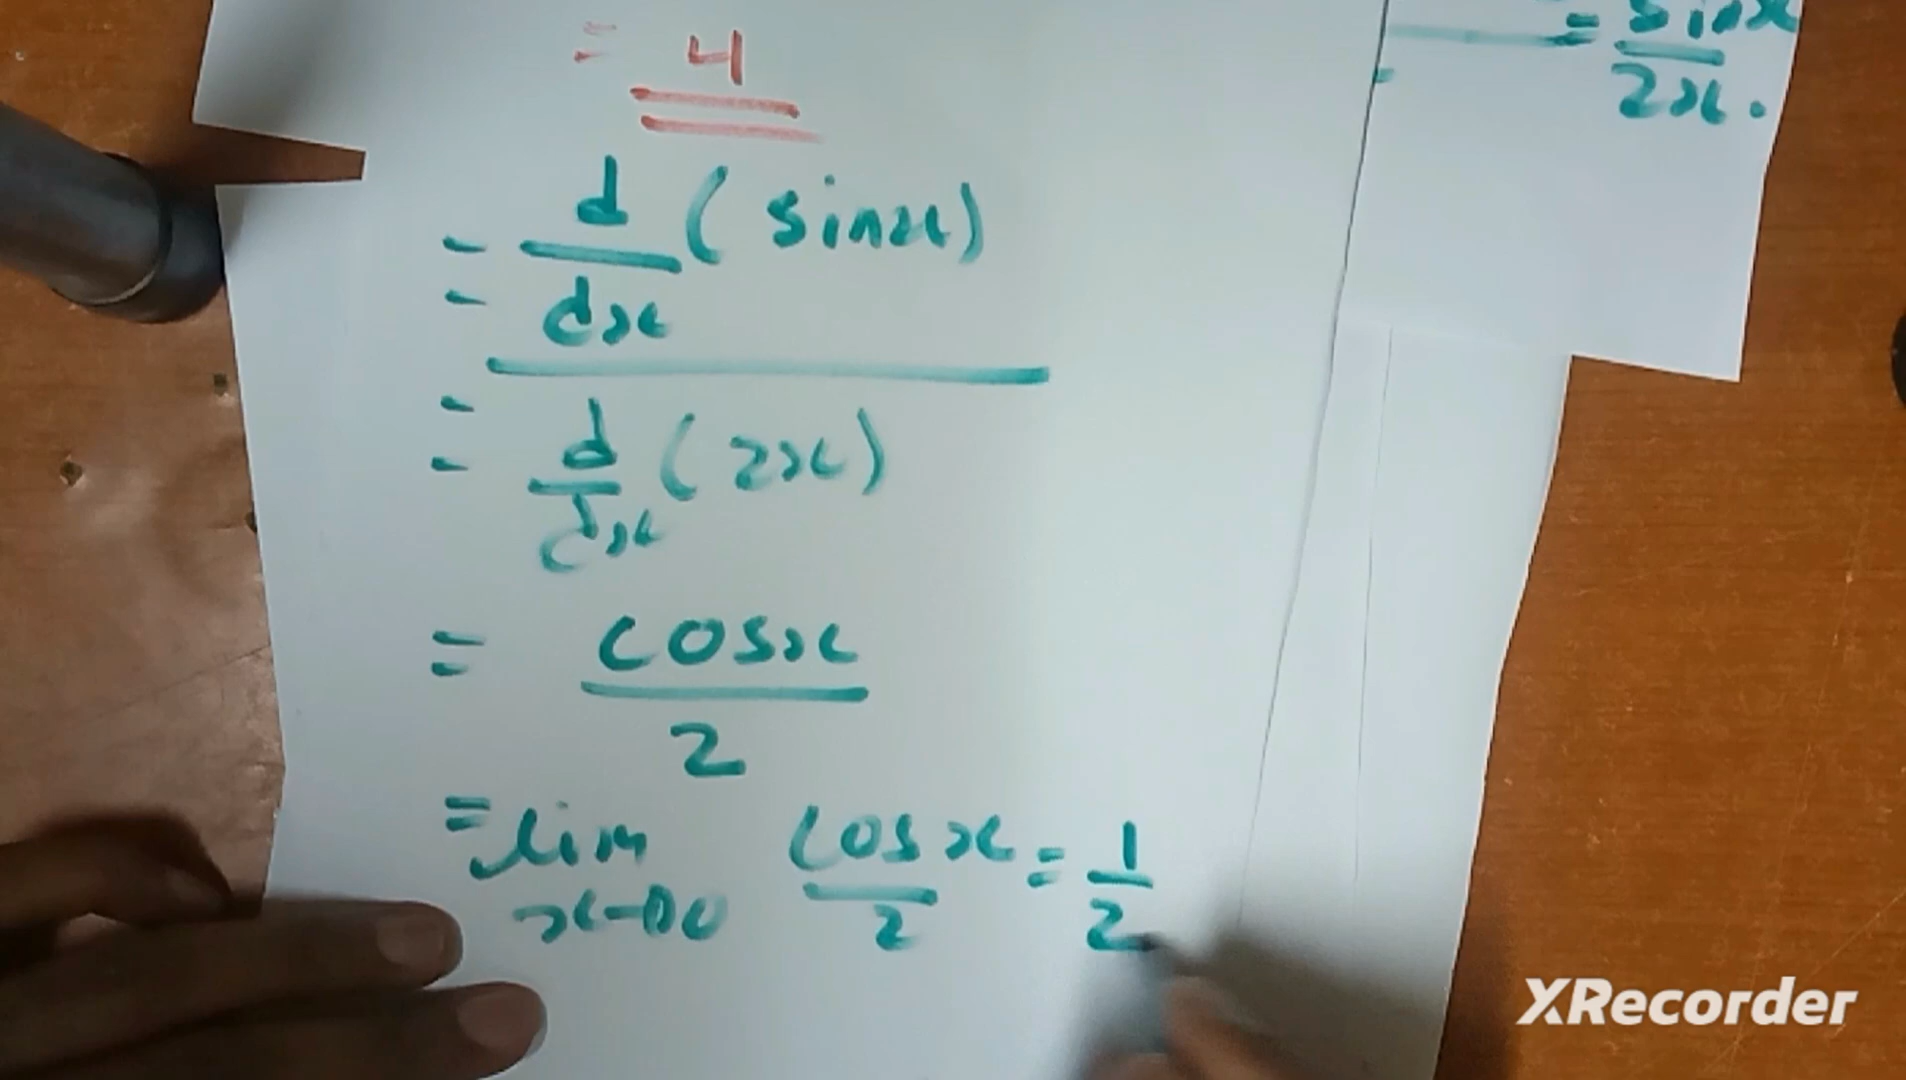 = 4
= sinx
2x.
= d/dx (sinx)
= d/dx (2x)
= cosx
2
= lim cosx = 1
x→0 2 2
XRecorder